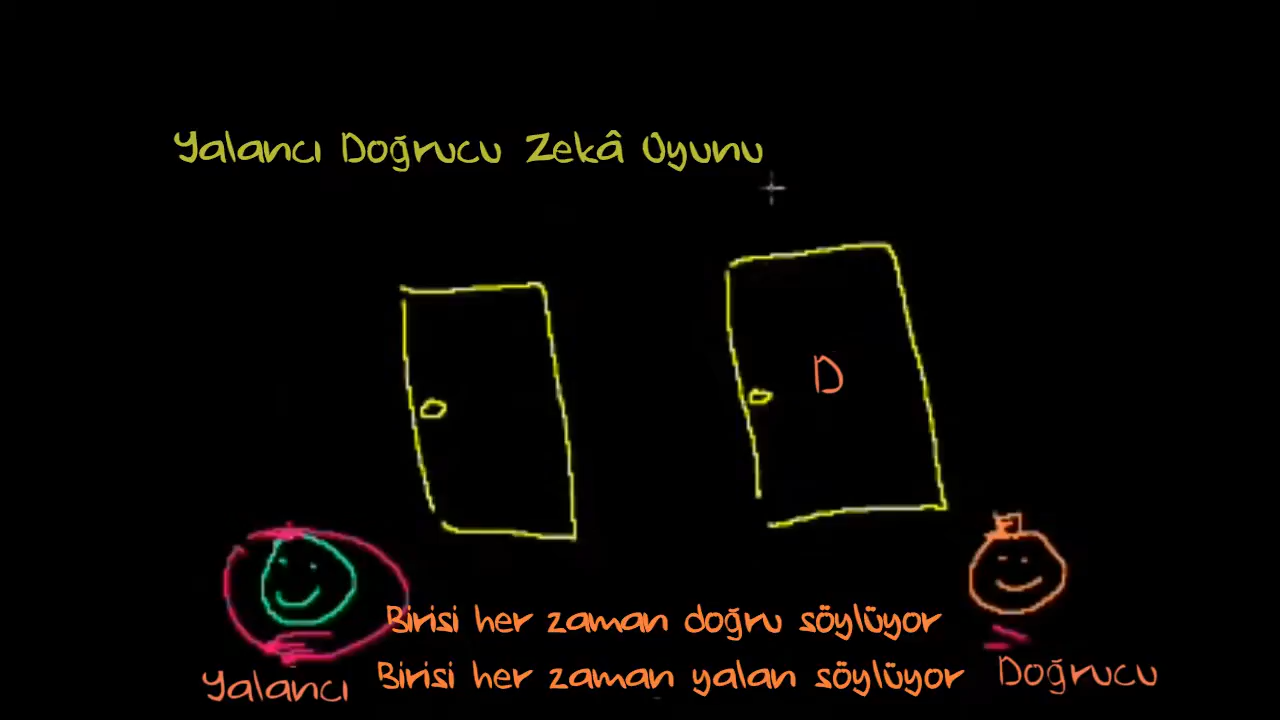 Yalancı Doğrucu Zekâ Oyunu
D
Birisi her zaman doğru söylüyor
Birisi her zaman yalan söylüyor
Yalancı
Doğrucu